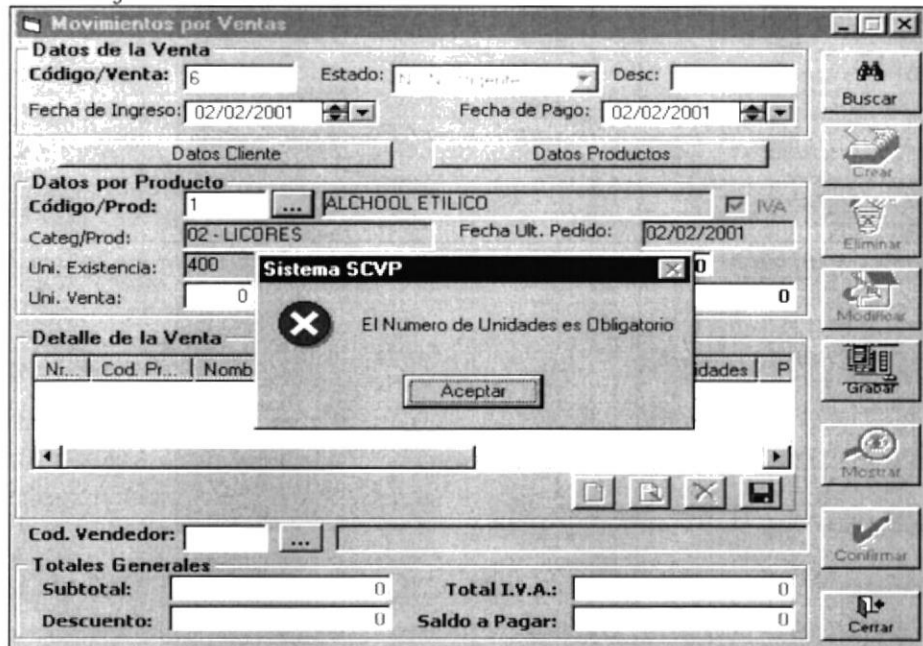 Movimientos por Ventas
Datos de la Venta
Código/Venta: 6 Estado: N - No Urgente Desc:
Fecha de Ingreso: 02/02/2001 Fecha de Pago: 02/02/2001
Datos Cliente Datos Productos
Datos por Producto
Código/Prod: 1 ... ALCHOOL ETILICO IVA
Categ/Prod: 02 - LICORES Fecha Ult. Pedido: 02/02/2001
Uni. Existencia: 400 0
Uni. Venta: 0 0
Sistema SCVP
El Numero de Unidades es Obligatorio
Aceptar
Detalle de la Venta
Nr... Cod. Pr... Nomb idades P
Cod. Vendedor: ...
Totales Generales
Subtotal: 0 Total I.V.A.: 0
Descuento: 0 Saldo a Pagar: 0
Buscar
Crear
Eliminar
Modificar
Grabar
Mostrar
Confirmar
Cerrar